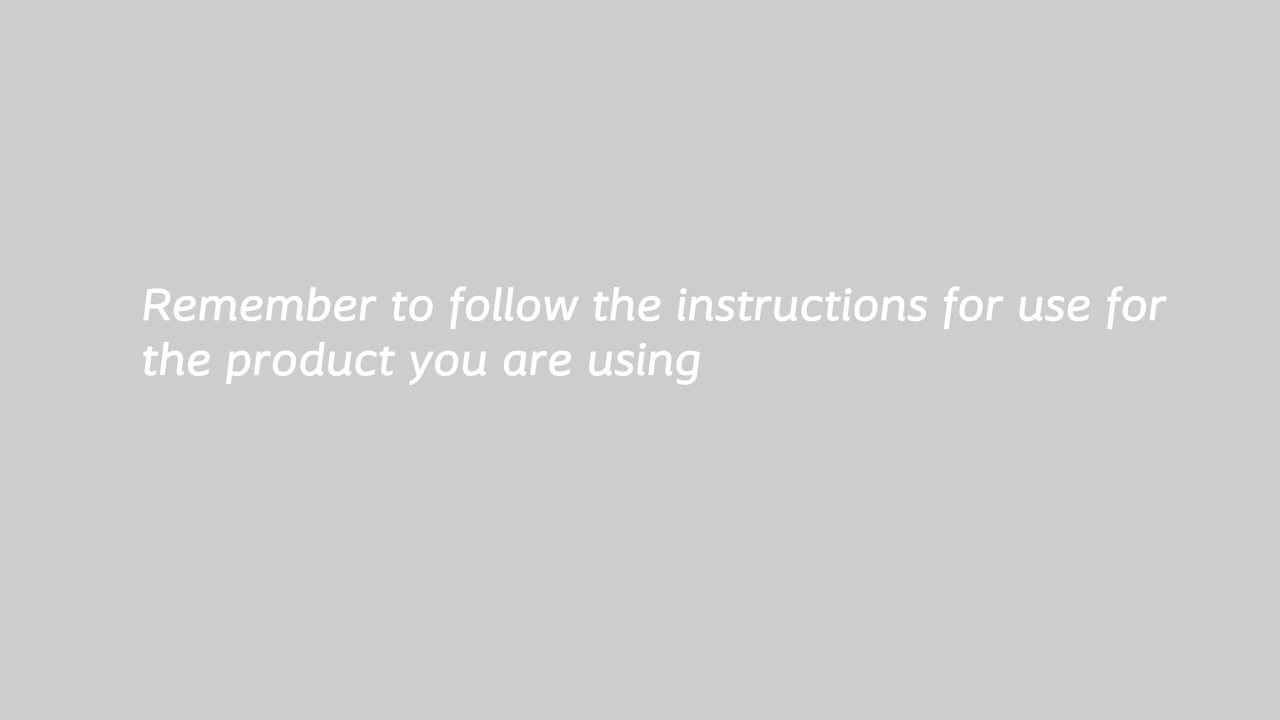 Remember to follow the instructions for use for
the product you are using